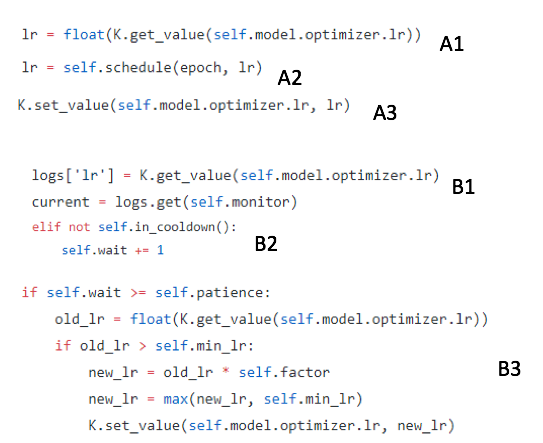 lr = float(K.get_value(self.model.optimizer.lr)) A1
lr = self.schedule(epoch, lr) A2
K.set_value(self.model.optimizer.lr, lr) A3
logs['lr'] = K.get_value(self.model.optimizer.lr) B1
current = logs.get(self.monitor)
elif not self.in_cooldown():
self.wait += 1 B2
if self.wait >= self.patience:
old_lr = float(K.get_value(self.model.optimizer.lr))
if old_lr > self.min_lr:
new_lr = old_lr * self.factor B3
new_lr = max(new_lr, self.min_lr)
K.set_value(self.model.optimizer.lr, new_lr)